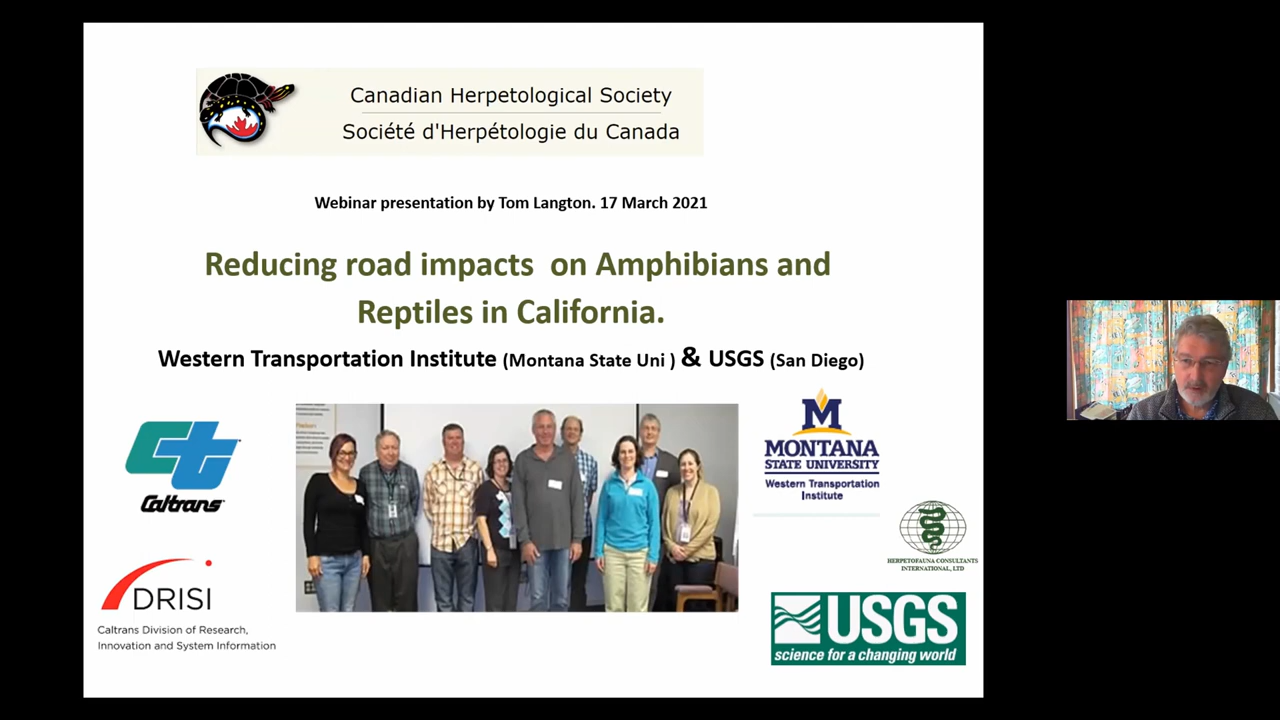 Canadian Herpetological Society
Société d'Herpétologie du Canada
Webinar presentation by Tom Langton. 17 March 2021
Reducing road impacts  on Amphibians and
Reptiles in California.
Western Transportation Institute (Montana State Uni ) & USGS (San Diego)
Caltrans
DRISI
Caltrans Division of Research,
Innovation and System Information
M
MONTANA
STATE UNIVERSITY
Western Transportation
Institute
HERPETOFAUNA CONSULTANTS
INTERNATIONAL, LTD
USGS
science for a changing world